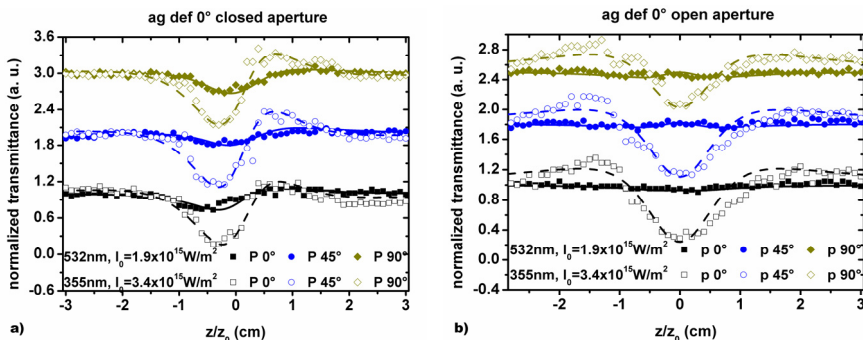 ag def 0° closed aperture
normalized transmittance (a. u.)
3.6
3.0
2.4
1.8
1.2
0.6
0.0
-0.6
532nm, I0=1.9x10^15W/m^2 P 0° P 45° P 90°
355nm, I0=3.4x10^15W/m^2 P 0° P 45° P 90°
-3 -2 -1 0 1 2 3
z/z0 (cm)
a)
ag def 0° open aperture
normalized transmittance (a. u.)
2.8
2.4
2.0
1.6
1.2
0.8
0.4
0.0
-0.4
532nm, I0=1.9x10^15W/m^2 p 0° p 45° p 90°
355nm, I0=3.4x10^15W/m^2 p 0° p 45° p 90°
-2 -1 0 1 2 3
z/z0 (cm)
b)